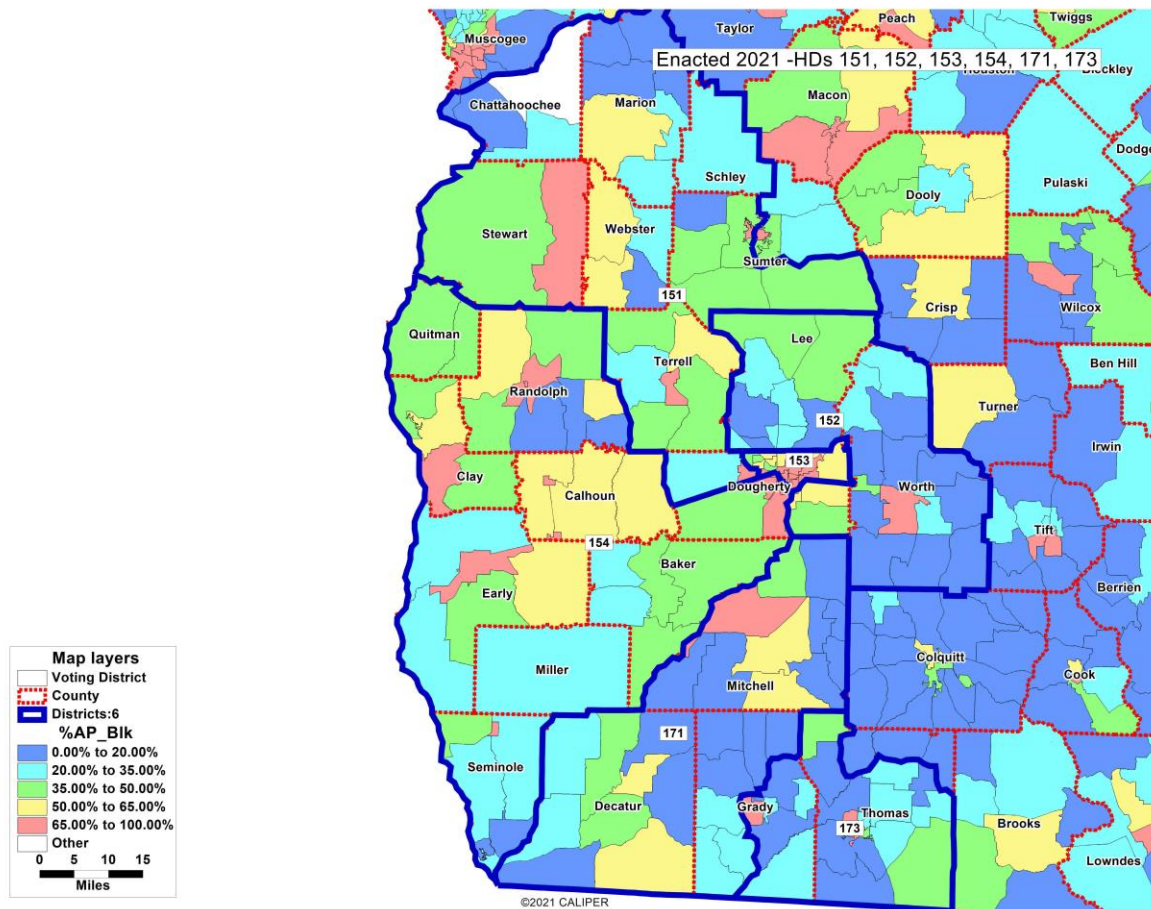 Muscogee
Taylor
Peach
Twiggs
Enacted 2021 -HDs 151, 152, 153, 154, 171, 173
Houston
Bleckley
Chattahoochee
Marion
Macon
Dodge
Schley
Dooly
Pulaski
Stewart
Webster
Sumter
151
Crisp
Wilcox
Quitman
Lee
Terrell
Ben Hill
Randolph
Turner
152
Irwin
153
Clay
Dougherty
Worth
Calhoun
Tift
154
Baker
Berrien
Early
Miller
Colquitt
Cook
Mitchell
171
Seminole
Decatur
Grady
Thomas
173
Brooks
Lowndes
Map layers
Voting District
County
Districts:6
%AP_Blk
0.00% to 20.00%
20.00% to 35.00%
35.00% to 50.00%
50.00% to 65.00%
65.00% to 100.00%
Other
0 5 10 15
Miles
©2021 CALIPER